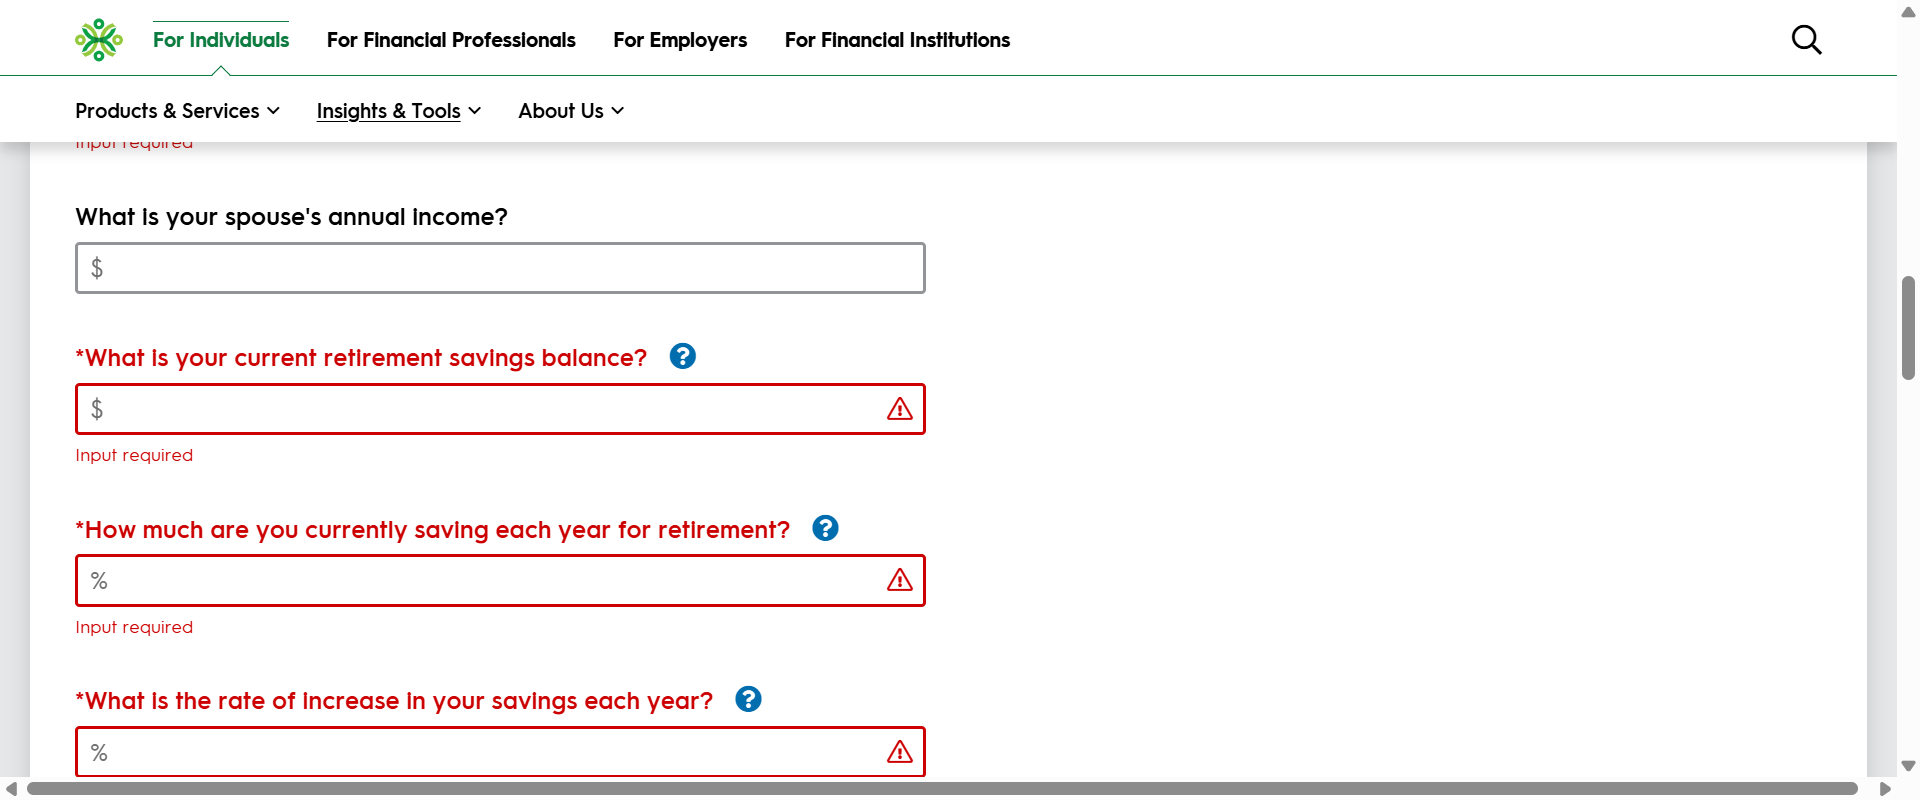 For Individuals For Financial Professionals For Employers For Financial Institutions
Products & Services Insights & Tools About Us
Input required
What is your spouse's annual income?
$
*What is your current retirement savings balance? ?
$
Input required
*How much are you currently saving each year for retirement? ?
%
Input required
*What is the rate of increase in your savings each year? ?
%